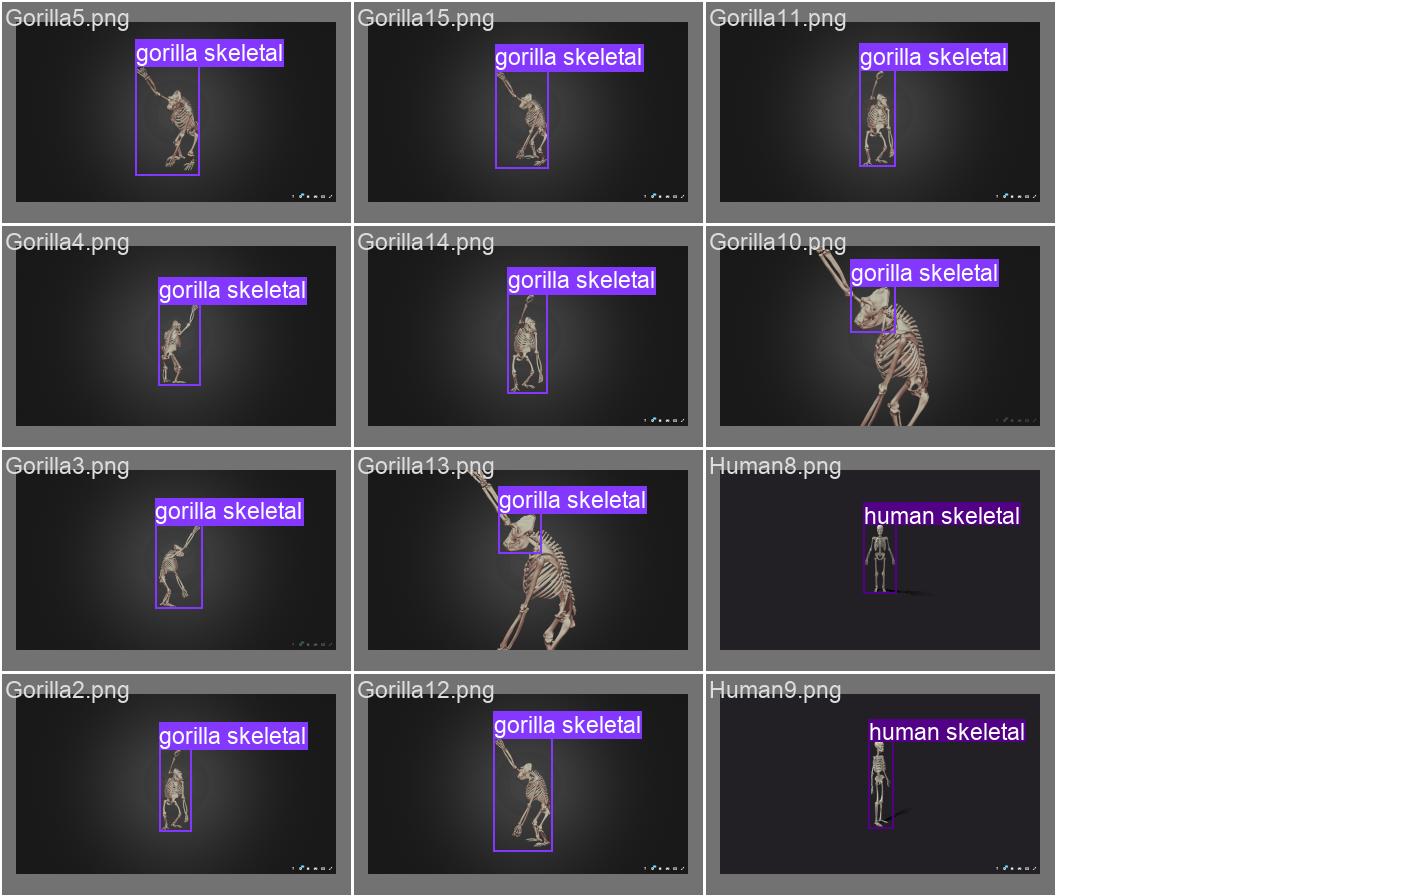 Gorilla5.png
gorilla skeletal
Gorilla15.png
gorilla skeletal
Gorilla11.png
gorilla skeletal
Gorilla4.png
gorilla skeletal
Gorilla14.png
gorilla skeletal
Gorilla10.png
gorilla skeletal
Gorilla3.png
gorilla skeletal
Gorilla13.png
gorilla skeletal
Human8.png
human skeletal
Gorilla2.png
gorilla skeletal
Gorilla12.png
gorilla skeletal
Human9.png
human skeletal